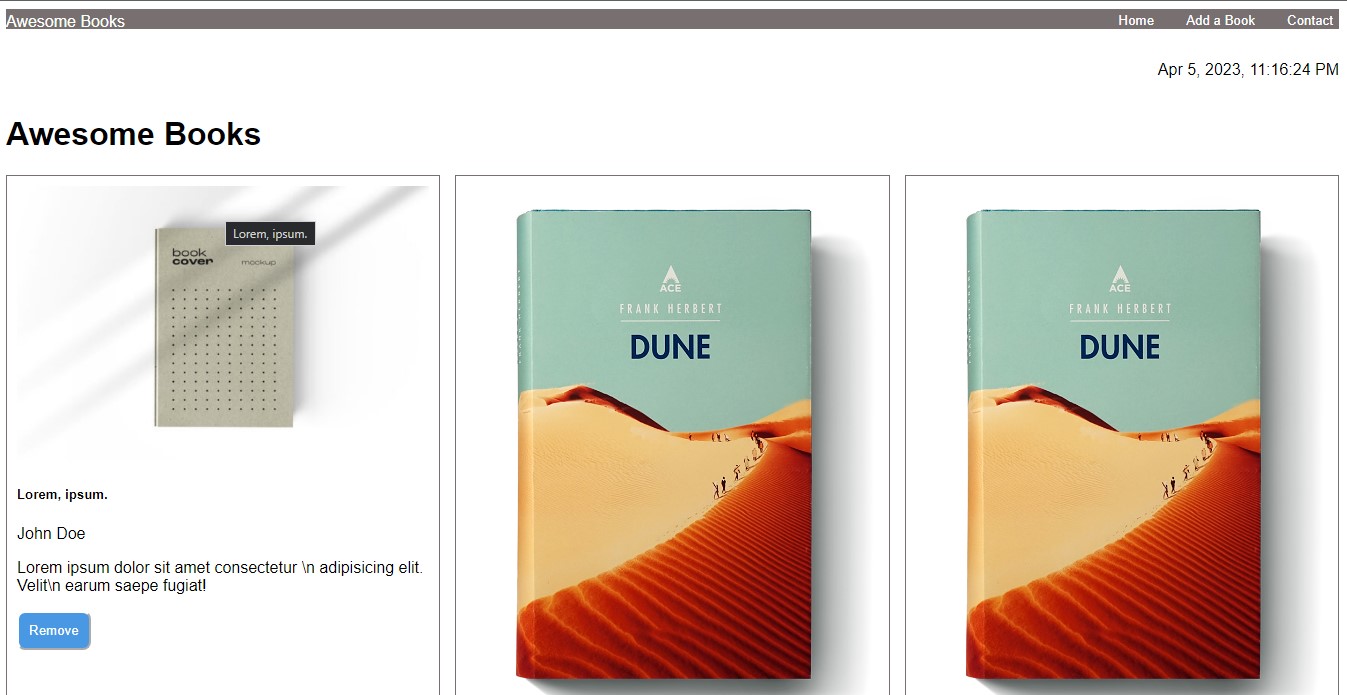 Awesome Books
Home Add a Book Contact
Apr 5, 2023, 11:16:24 PM
Awesome Books
Lorem, ipsum.
book
cover mockup
Lorem, ipsum.
John Doe
Lorem ipsum dolor sit amet consectetur \n adipisicing elit.
Velit\n earum saepe fugiat!
Remove
ACE
FRANK HERBERT
DUNE
ACE
FRANK HERBERT
DUNE